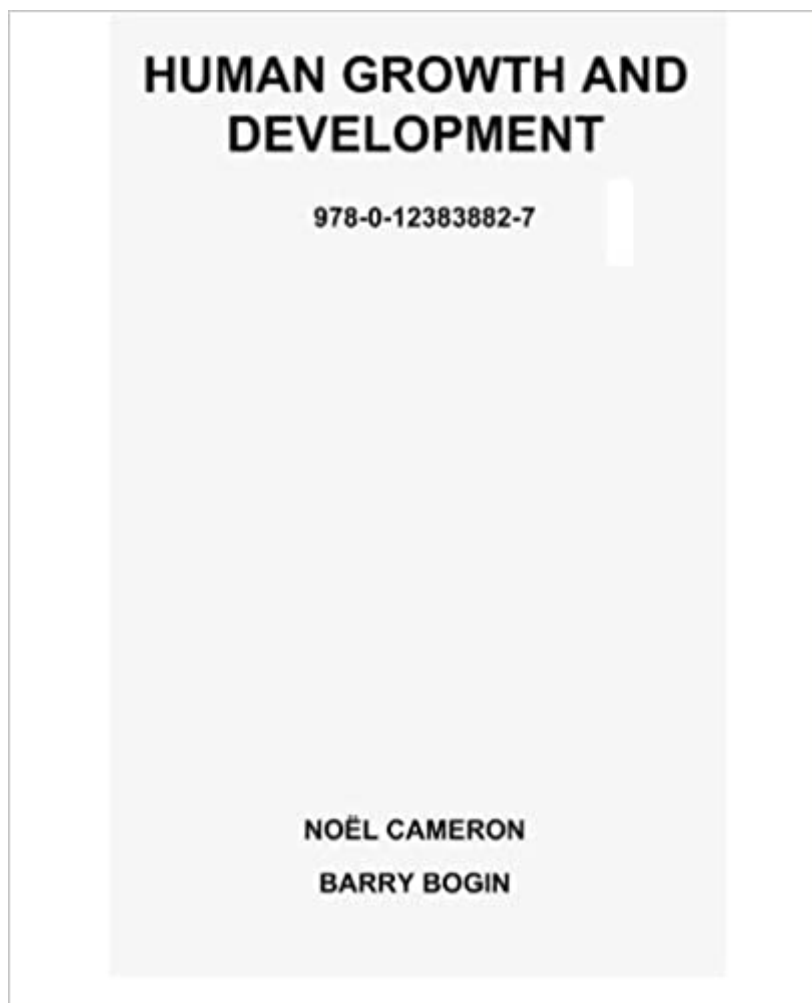 HUMAN GROWTH AND
DEVELOPMENT
978-0-12383882-7
NOËL CAMERON
BARRY BOGIN